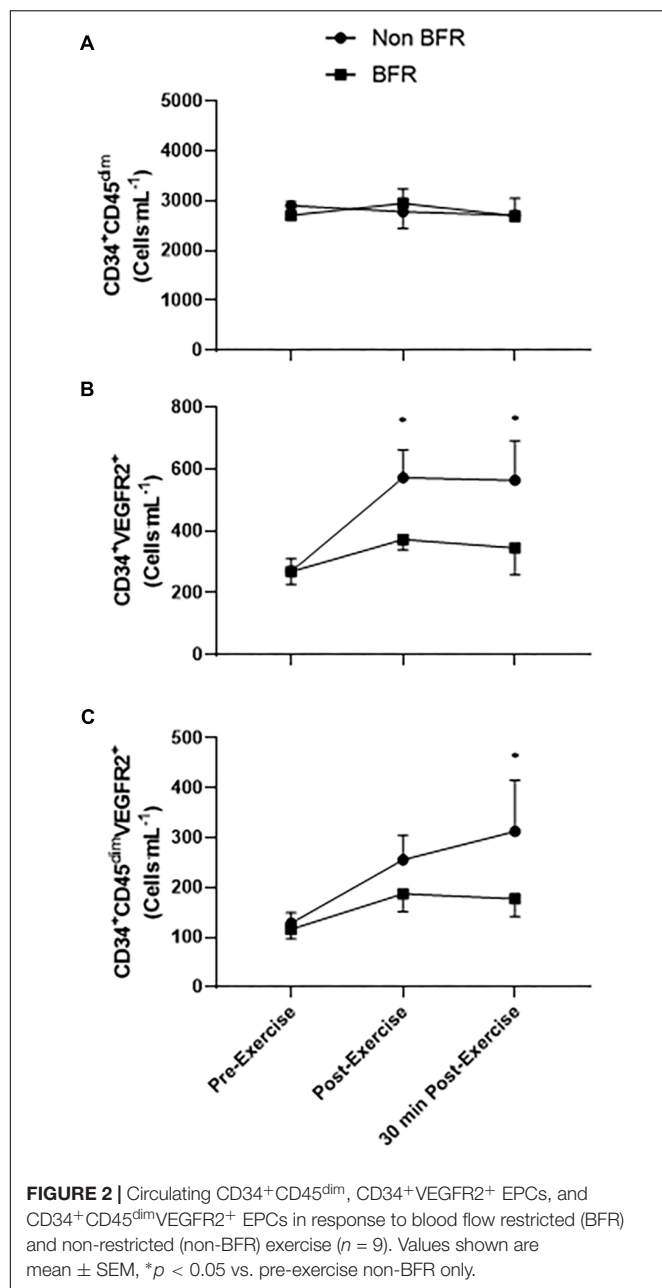 A
Non BFR
BFR
5000
4000
3000
2000
1000
0
CD34⁺CD45ᵈⁱᵐ
(Cells·mL⁻¹)
B
*
*
800
600
400
200
0
CD34⁺VEGFR2⁺
(Cells·mL⁻¹)
C
*
500
400
300
200
100
0
CD34⁺CD45ᵈⁱᵐVEGFR2⁺
(Cells·mL⁻¹)
Pre-Exercise
Post-Exercise
30 min Post-Exercise
FIGURE 2 | Circulating CD34⁺CD45ᵈⁱᵐ, CD34⁺VEGFR2⁺ EPCs, and
CD34⁺CD45ᵈⁱᵐVEGFR2⁺ EPCs in response to blood flow restricted (BFR)
and non-restricted (non-BFR) exercise (n = 9). Values shown are
mean ± SEM, *p < 0.05 vs. pre-exercise non-BFR only.